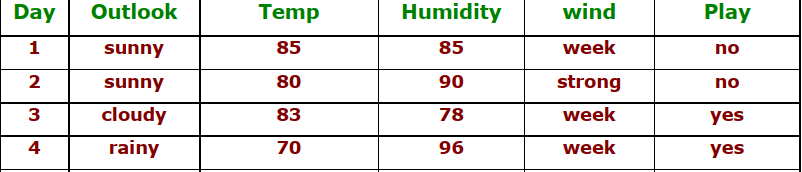 Day Outlook Temp Humidity wind Play
1 sunny 85 85 week no
2 sunny 80 90 strong no
3 cloudy 83 78 week yes
4 rainy 70 96 week yes